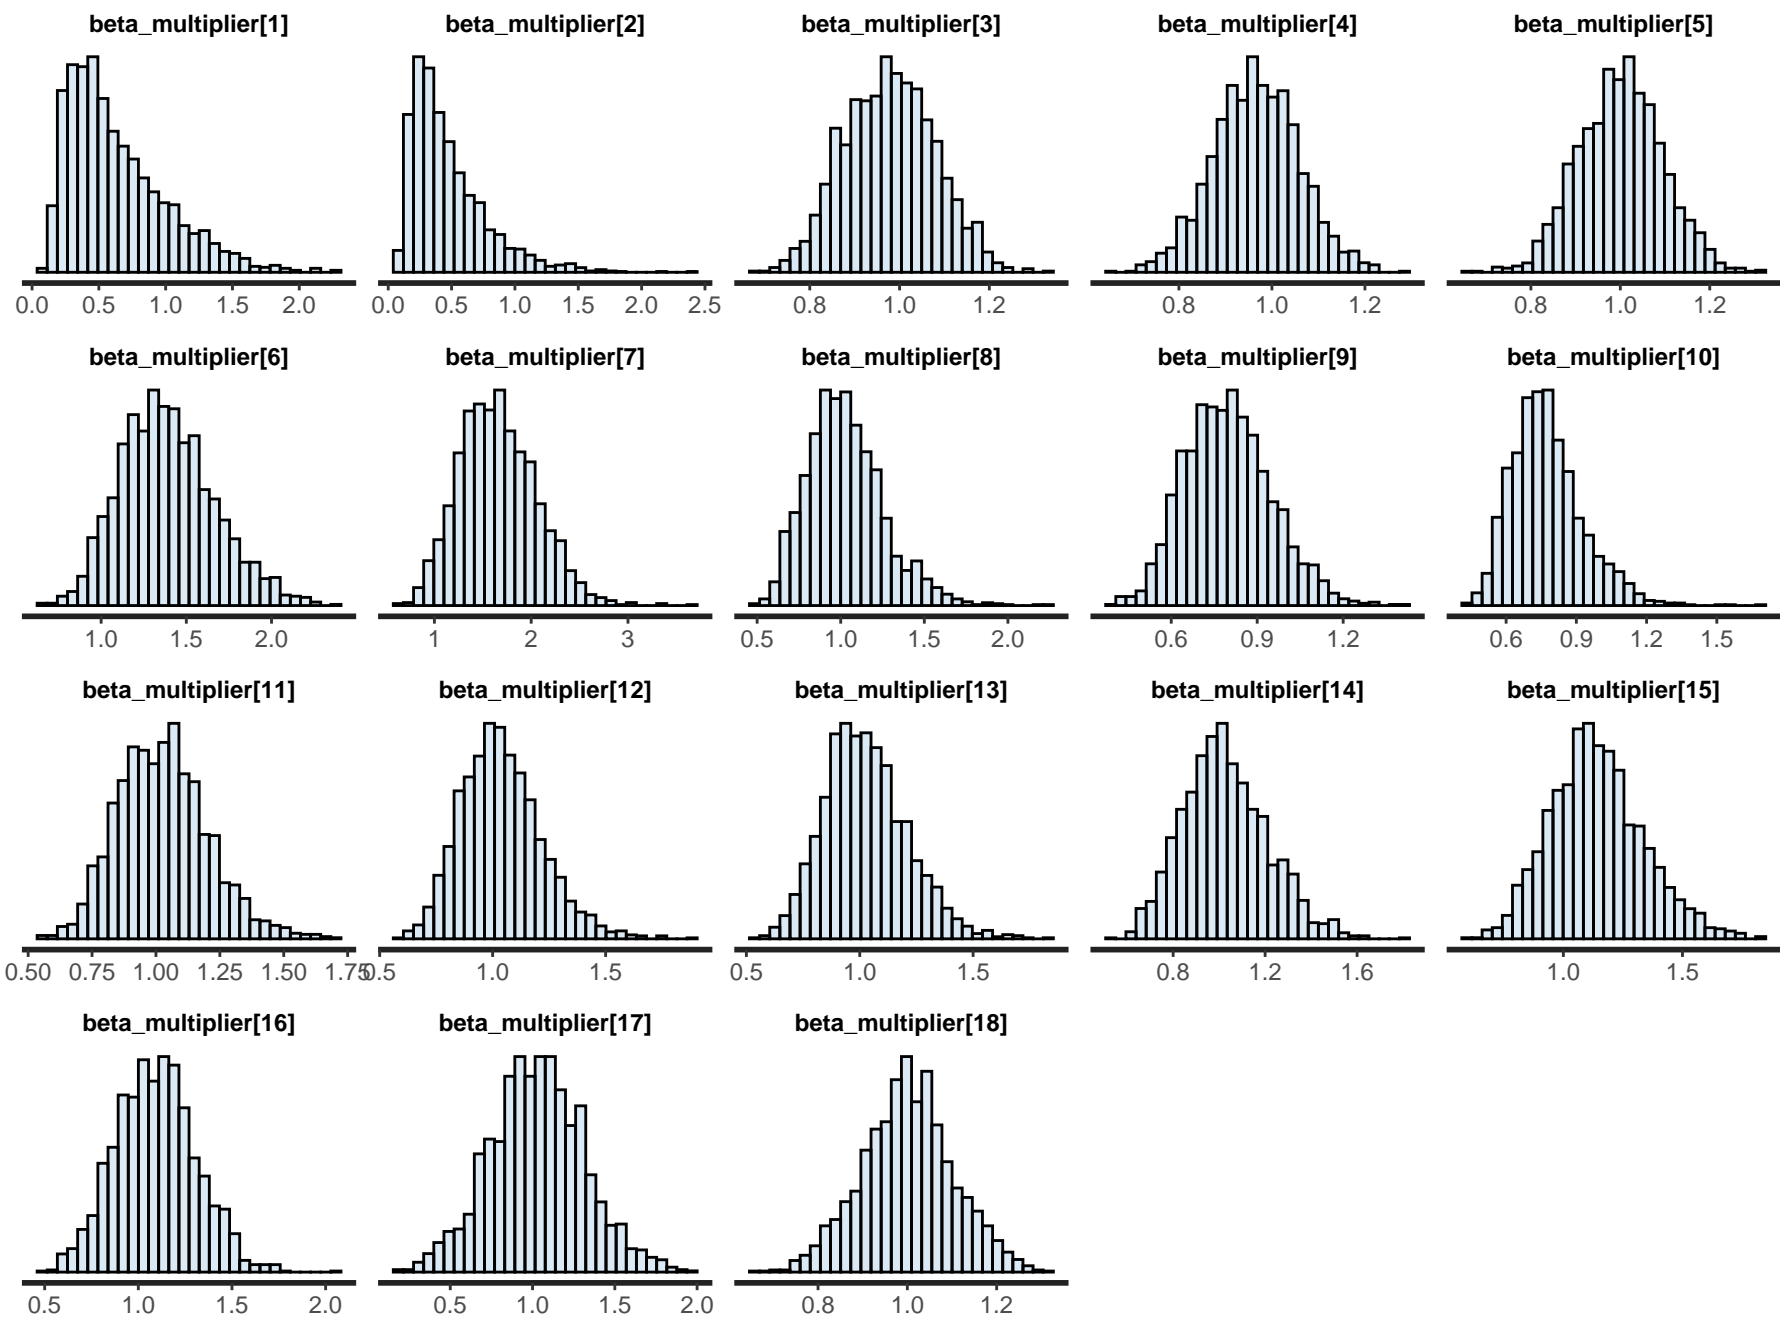 beta_multiplier[1] beta_multiplier[2] beta_multiplier[3] beta_multiplier[4] beta_multiplier[5]
0.0 0.5 1.0 1.5 2.0 0.0 0.5 1.0 1.5 2.0 2.5 0.8 1.0 1.2 0.8 1.0 1.2 0.8 1.0 1.2
beta_multiplier[6] beta_multiplier[7] beta_multiplier[8] beta_multiplier[9] beta_multiplier[10]
1.0 1.5 2.0 1 2 3 0.5 1.0 1.5 2.0 0.6 0.9 1.2 0.6 0.9 1.2 1.5
beta_multiplier[11] beta_multiplier[12] beta_multiplier[13] beta_multiplier[14] beta_multiplier[15]
0.50 0.75 1.00 1.25 1.50 1.75 0.5 1.0 1.5 0.5 1.0 1.5 0.8 1.2 1.6 1.0 1.5
beta_multiplier[16] beta_multiplier[17] beta_multiplier[18]
0.5 1.0 1.5 2.0 0.5 1.0 1.5 2.0 0.8 1.0 1.2